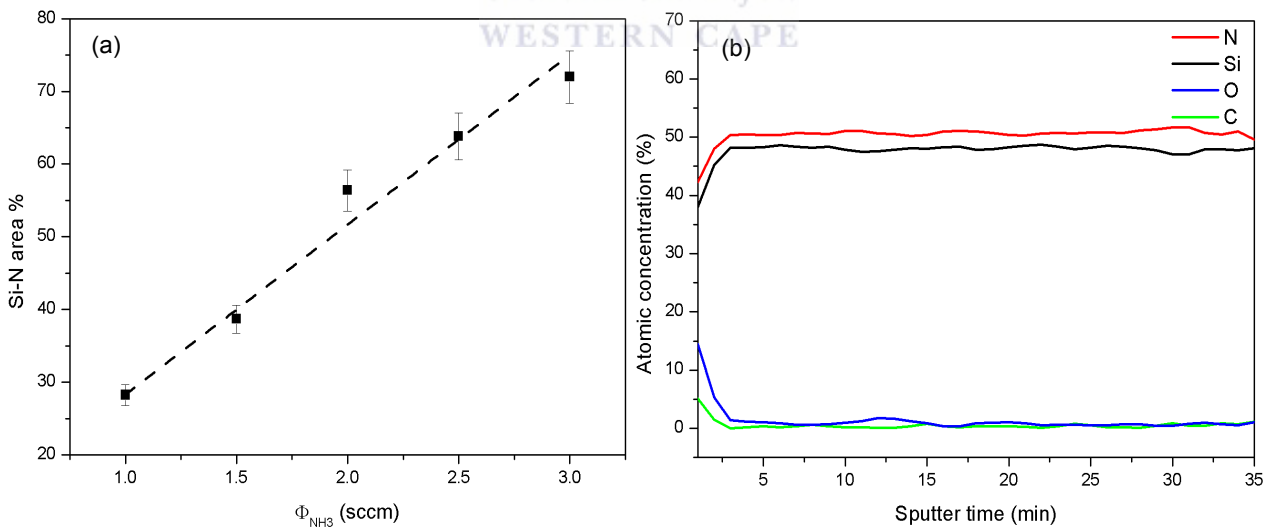 WESTERN CAPE
(a)
80
70
60
50
40
30
20
Si-N area %
1.0 1.5 2.0 2.5 3.0
Φ_NH3 (sccm)
(b)
N
Si
O
C
70
60
50
40
30
20
10
0
Atomic concentration (%)
5 10 15 20 25 30 35
Sputter time (min)